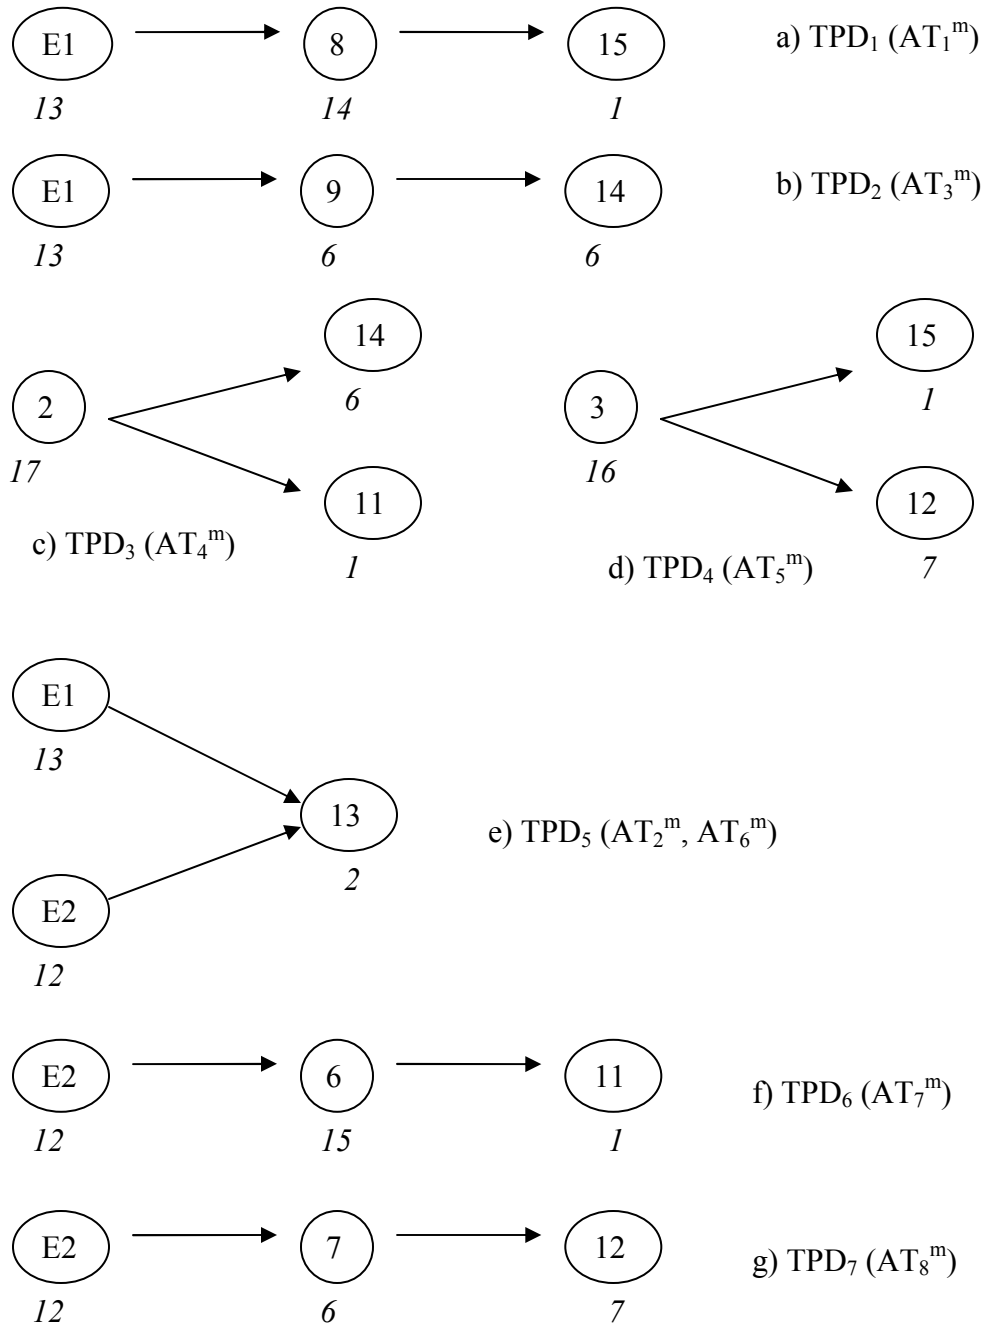 E1 8 15 a) TPD₁ (AT₁ᵐ)
13 14 1
E1 9 14 b) TPD₂ (AT₃ᵐ)
13 6 6
14 15
2 6 3 1
17 16
11 12
c) TPD₃ (AT₄ᵐ) 1 d) TPD₄ (AT₅ᵐ) 7
E1
13
13 e) TPD₅ (AT₂ᵐ, AT₆ᵐ)
2
E2
12
E2 6 11 f) TPD₆ (AT₇ᵐ)
12 15 1
E2 7 12 g) TPD₇ (AT₈ᵐ)
12 6 7